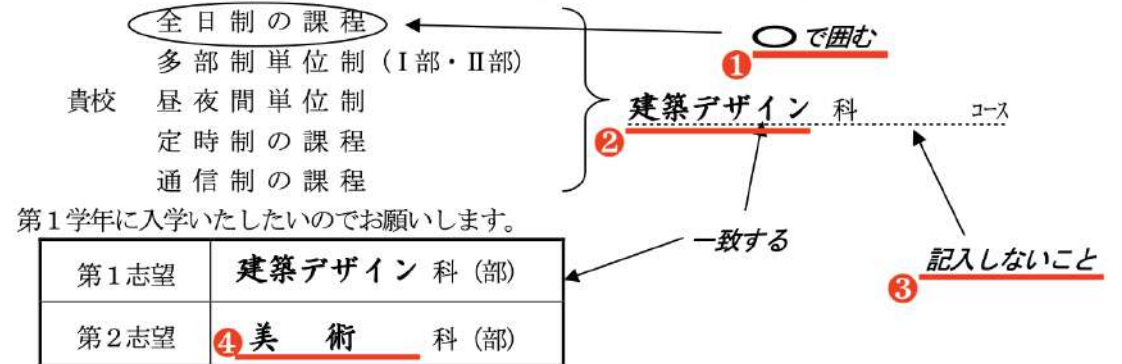 全日制の課程
○で囲む
❶
多部制単位制(Ⅰ部・Ⅱ部)
貴校 昼夜間単位制
建築デザイン 科 コース
❷
定時制の課程
通信制の課程
第1学年に入学いたしたいのでお願いします。
一致する
記入しないこと
❸
第1志望 建築デザイン 科(部)
第2志望 ❹美術 科(部)